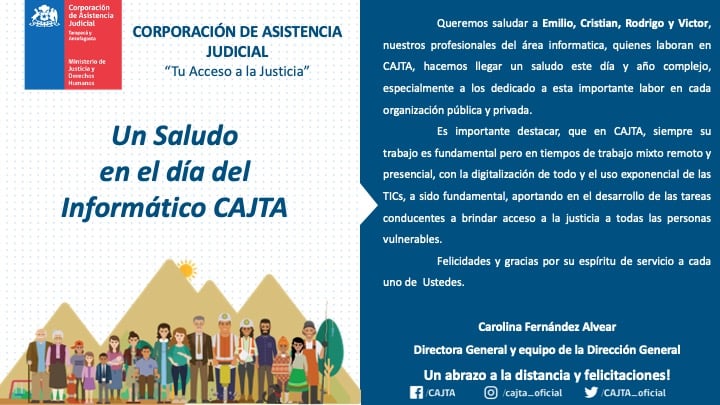 Corporación
de Asistencia
Judicial
Tarapacá y
Antofagasta
Ministerio de
Justicia y
Derechos
Humanos
CORPORACIÓN DE ASISTENCIA
JUDICIAL
“Tu Acceso a la Justicia”
Un Saludo
en el día del
Informático CAJTA
Queremos saludar a Emilio, Cristian, Rodrigo y Victor,
nuestros profesionales del área informatica, quienes laboran en
CAJTA, hacemos llegar un saludo este día y año complejo,
especialmente a los dedicado a esta importante labor en cada
organización pública y privada.
Es importante destacar, que en CAJTA, siempre su
trabajo es fundamental pero en tiempos de trabajo mixto remoto y
presencial, con la digitalización de todo y el uso exponencial de las
TICs, a sido fundamental, aportando en el desarrollo de las tareas
conducentes a brindar acceso a la justicia a todas las personas
vulnerables.
Felicidades y gracias por su espíritu de servicio a cada
uno de Ustedes.
Carolina Fernández Alvear
Directora General y equipo de la Dirección General
Un abrazo a la distancia y felicitaciones!
/CAJTA /cajta_oficial /CAJTA_oficial